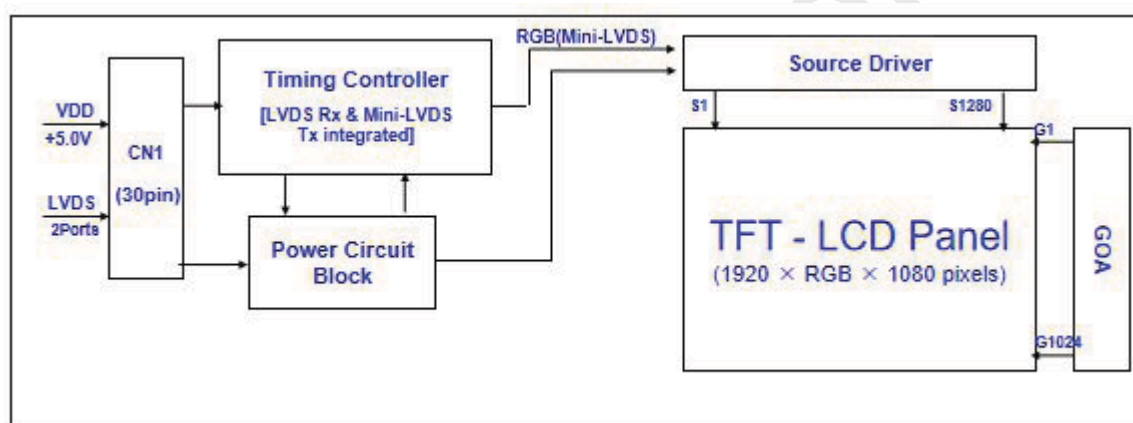 VDD
+5.0V
LVDS
2Ports
CN1
(30pin)
Timing Controller
[LVDS Rx & Mini-LVDS
Tx integrated]
Power Circuit
Block
RGB(Mini-LVDS)
Source Driver
S1
S1280
G1
TFT - LCD Panel
(1920 × RGB × 1080 pixels)
GOA
G1024